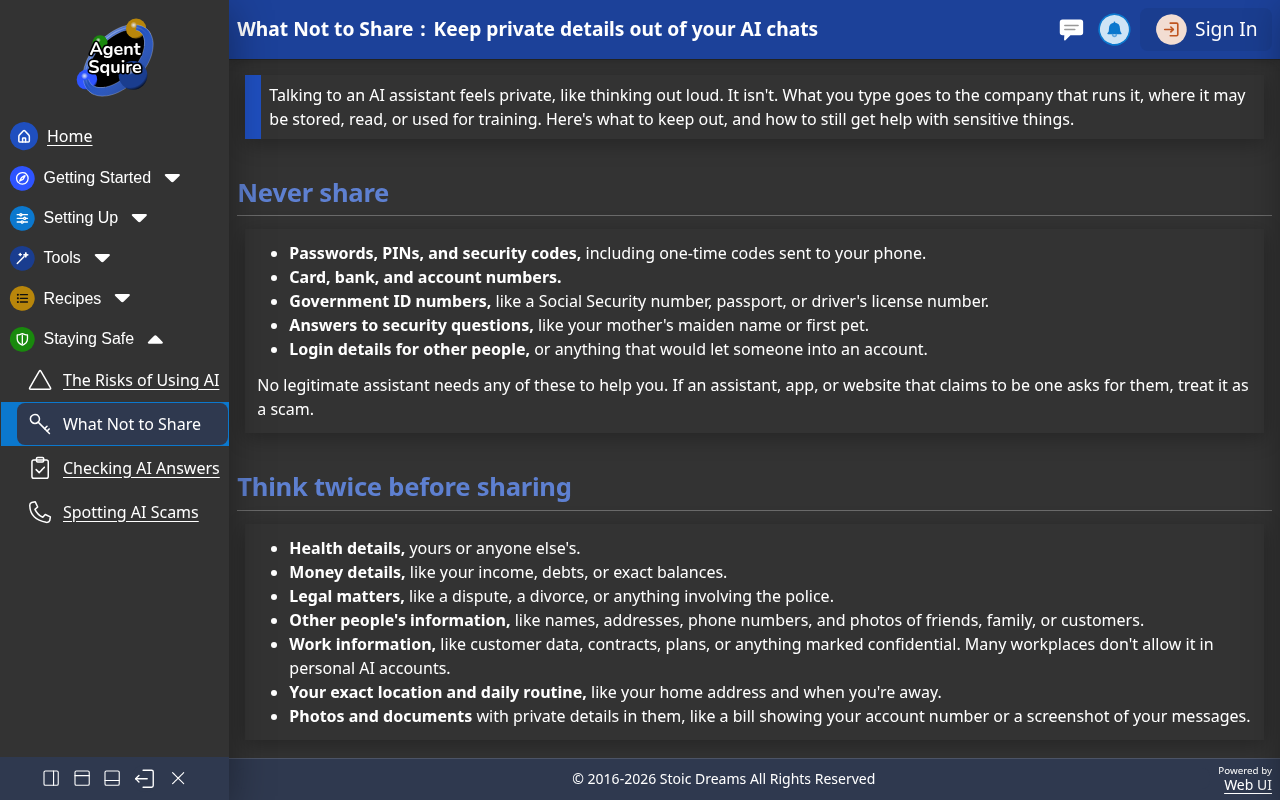 Agent
Squire
Home
Getting Started
Setting Up
Tools
Recipes
Staying Safe
The Risks of Using AI
What Not to Share
Checking AI Answers
Spotting AI Scams
What Not to Share : Keep private details out of your AI chats
Sign In
Talking to an AI assistant feels private, like thinking out loud. It isn't. What you type goes to the company that runs it, where it may
be stored, read, or used for training. Here's what to keep out, and how to still get help with sensitive things.
Never share
Passwords, PINs, and security codes, including one-time codes sent to your phone.
Card, bank, and account numbers.
Government ID numbers, like a Social Security number, passport, or driver's license number.
Answers to security questions, like your mother's maiden name or first pet.
Login details for other people, or anything that would let someone into an account.
No legitimate assistant needs any of these to help you. If an assistant, app, or website that claims to be one asks for them, treat it as
a scam.
Think twice before sharing
Health details, yours or anyone else's.
Money details, like your income, debts, or exact balances.
Legal matters, like a dispute, a divorce, or anything involving the police.
Other people's information, like names, addresses, phone numbers, and photos of friends, family, or customers.
Work information, like customer data, contracts, plans, or anything marked confidential. Many workplaces don't allow it in
personal AI accounts.
Your exact location and daily routine, like your home address and when you're away.
Photos and documents with private details in them, like a bill showing your account number or a screenshot of your messages.
© 2016-2026 Stoic Dreams All Rights Reserved
Powered by
Web UI